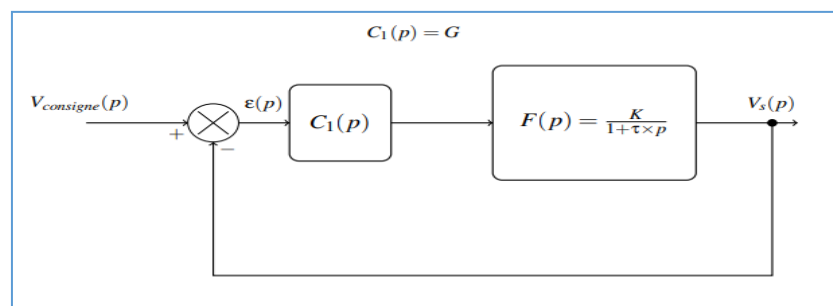 C₁(p) = G
V_consigne(p)
ε(p)
V_s(p)
C₁(p)
F(p) = K / (1+τ×p)
+
−